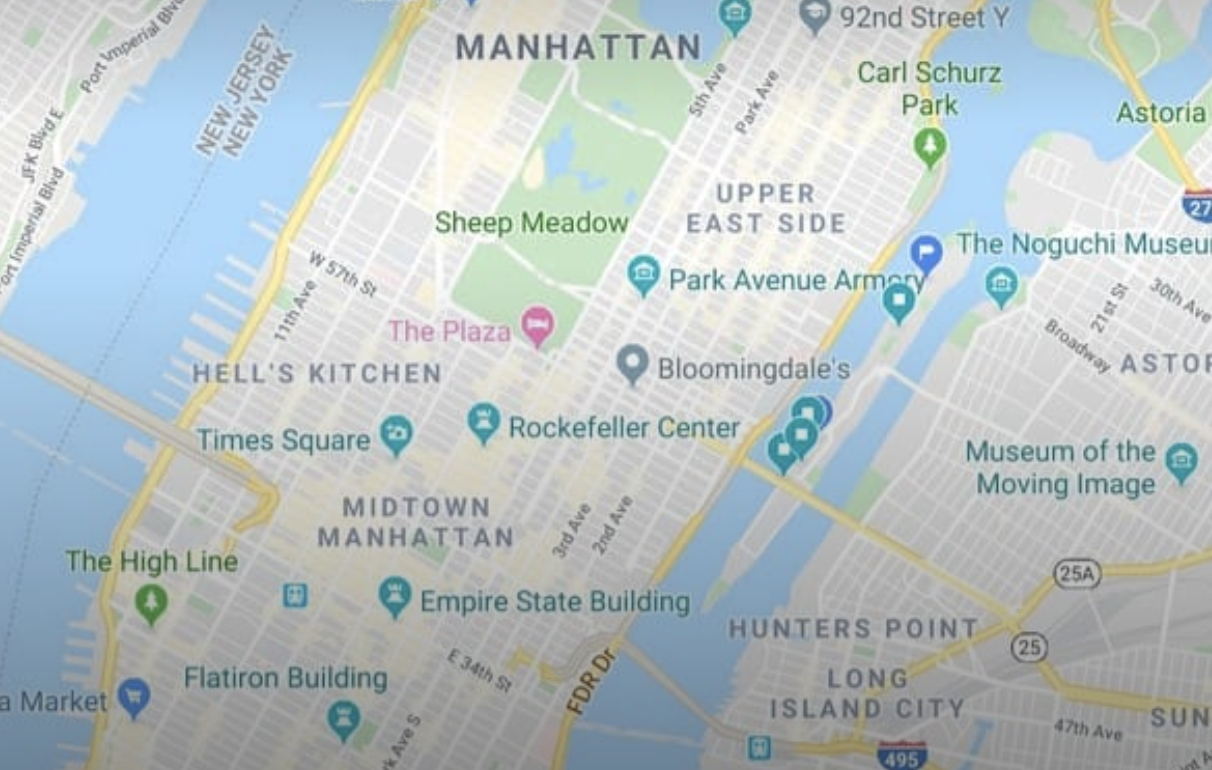 92nd Street Y
MANHATTAN
Port Imperial Blvd
NEW JERSEY
NEW YORK
Carl Schurz
Park
5th Ave
Park Ave
Astoria
JFK Blvd E
Port Imperial Blvd
UPPER
EAST SIDE
27
Sheep Meadow
The Noguchi Museu
Park Avenue Armory
W 57th St
11th Ave
21st St
30th Ave
Broadway
The Plaza
HELL'S KITCHEN
Bloomingdale's
ASTOR
Times Square
Rockefeller Center
Museum of the
Moving Image
MIDTOWN
MANHATTAN
3rd Ave
2nd Ave
The High Line
25A
Empire State Building
HUNTERS POINT
25
E 34th St
FDR Dr
Flatiron Building
LONG
ISLAND CITY
a Market
rk Ave S
47th Ave
SUN
495